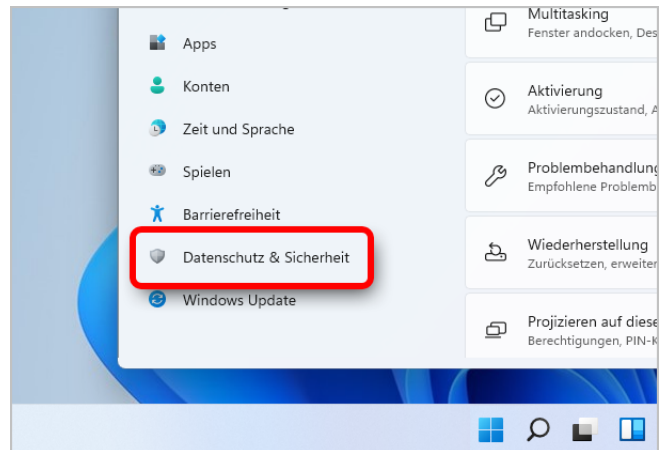 Apps
Konten
Zeit und Sprache
Spielen
Barrierefreiheit
Datenschutz & Sicherheit
Windows Update
Multitasking
Fenster andocken, Des
Aktivierung
Aktivierungszustand,
Problembehandlung
Empfohlene Problemb
Wiederherstellung
Zurücksetzen, erweiter
Projizieren auf diese
Berechtigungen, PIN-K